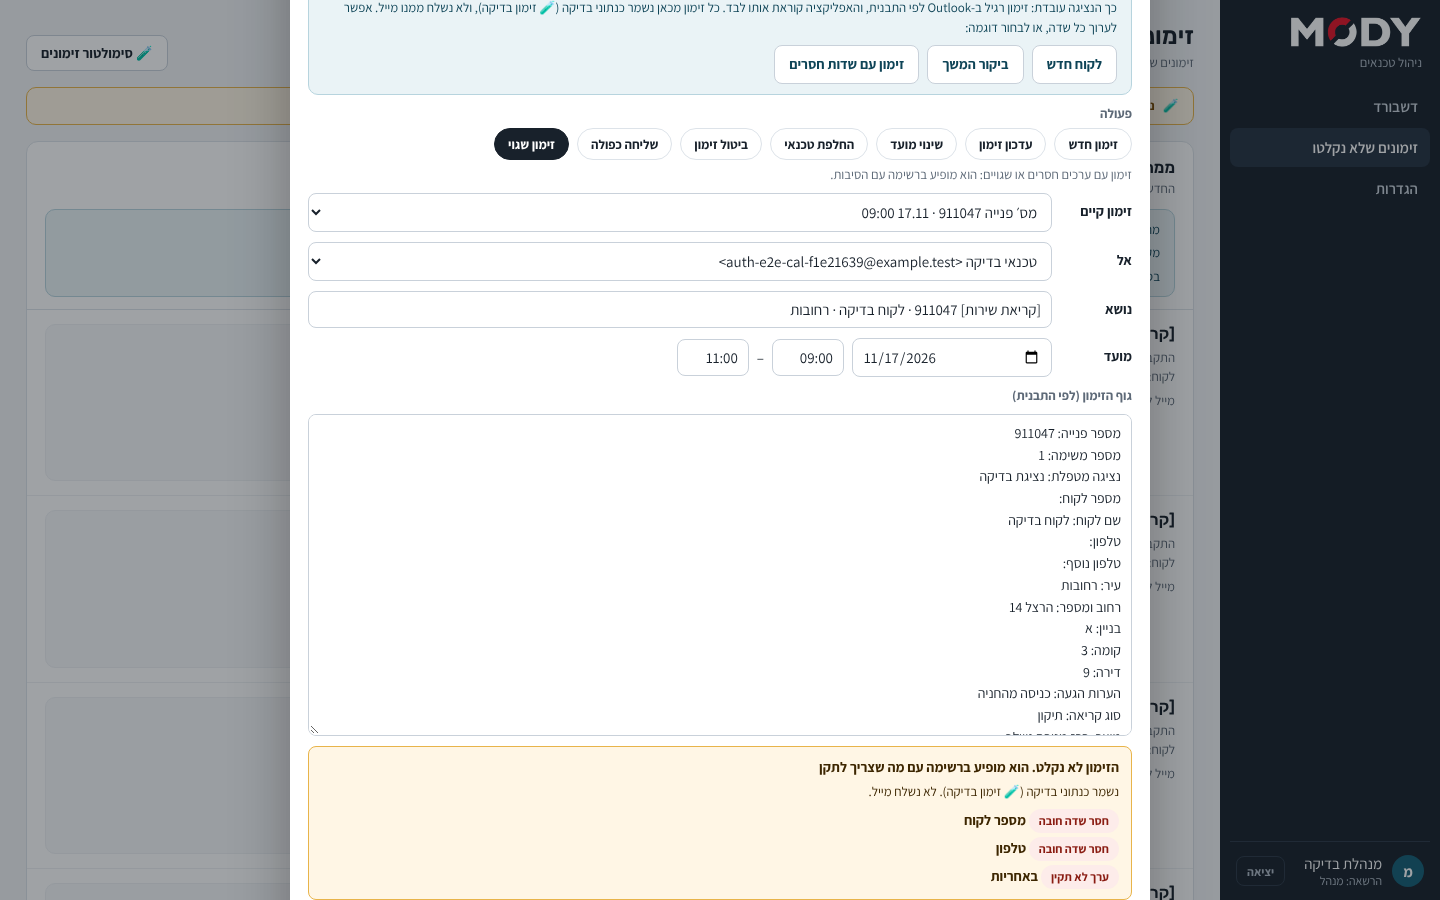 MODY
ניהול טכנאים
דשבורד
זימונים שלא נקלטו
הגדרות
מנהלת בדיקה
הרשאה: מנהל
יציאה
מ
🧪 סימולטור זימונים
כך הנציגה עובדת: זימון רגיל ב-Outlook לפי התבנית, והאפליקציה קוראת אותו לבד. כל זימון מכאן נשמר כנתוני בדיקה (🧪 זימון בדיקה), ולא נשלח ממנו מייל. אפשר
לערוך כל שדה, או לבחור דוגמה:
לקוח חדש
ביקור המשך
זימון עם שדות חסרים
פעולה
זימון חדש
עדכון זימון
שינוי מועד
החלפת טכנאי
ביטול זימון
שליחה כפולה
זימון שגוי
זימון עם ערכים חסרים או שגויים: הוא מופיע ברשימה עם הסיבות.
זימון קיים
מס׳ פנייה 911047 · 17.11 09:00
אל
טכנאי בדיקה <auth-e2e-cal-f1e21639@example.test>
נושא
[קריאת שירות] 911047 · לקוח בדיקה · רחובות
מועד
11/17/2026
09:00
–
11:00
גוף הזימון (לפי התבנית)
מספר פנייה: 911047
מספר משימה: 1
נציגה מטפלת: נציגת בדיקה
מספר לקוח:
שם לקוח: לקוח בדיקה
טלפון:
טלפון נוסף:
עיר: רחובות
רחוב ומספר: הרצל 14
בניין: א
קומה: 3
דירה: 9
הערות הגעה: כניסה מהחניה
סוג קריאה: תיקון
הזימון לא נקלט. הוא מופיע ברשימה עם מה שצריך לתקן
נשמר כנתוני בדיקה (🧪 זימון בדיקה). לא נשלח מייל.
חסר שדה חובה מספר לקוח
חסר שדה חובה טלפון
ערך לא תקין באחריות